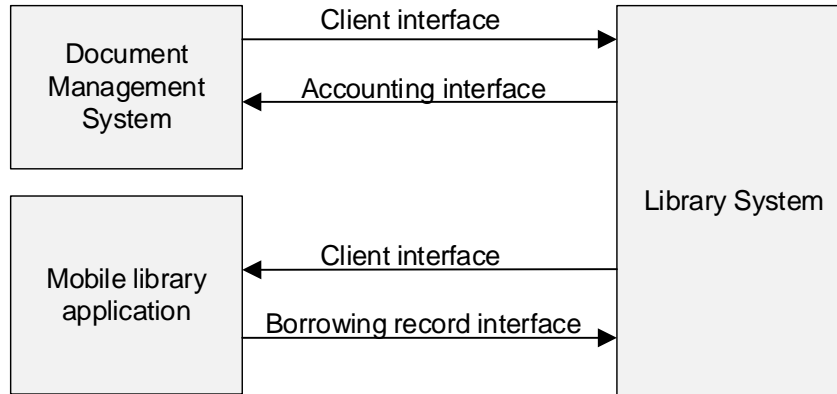 Client interface
Document
Management
System
Accounting interface
Library System
Client interface
Mobile library
application
Borrowing record interface